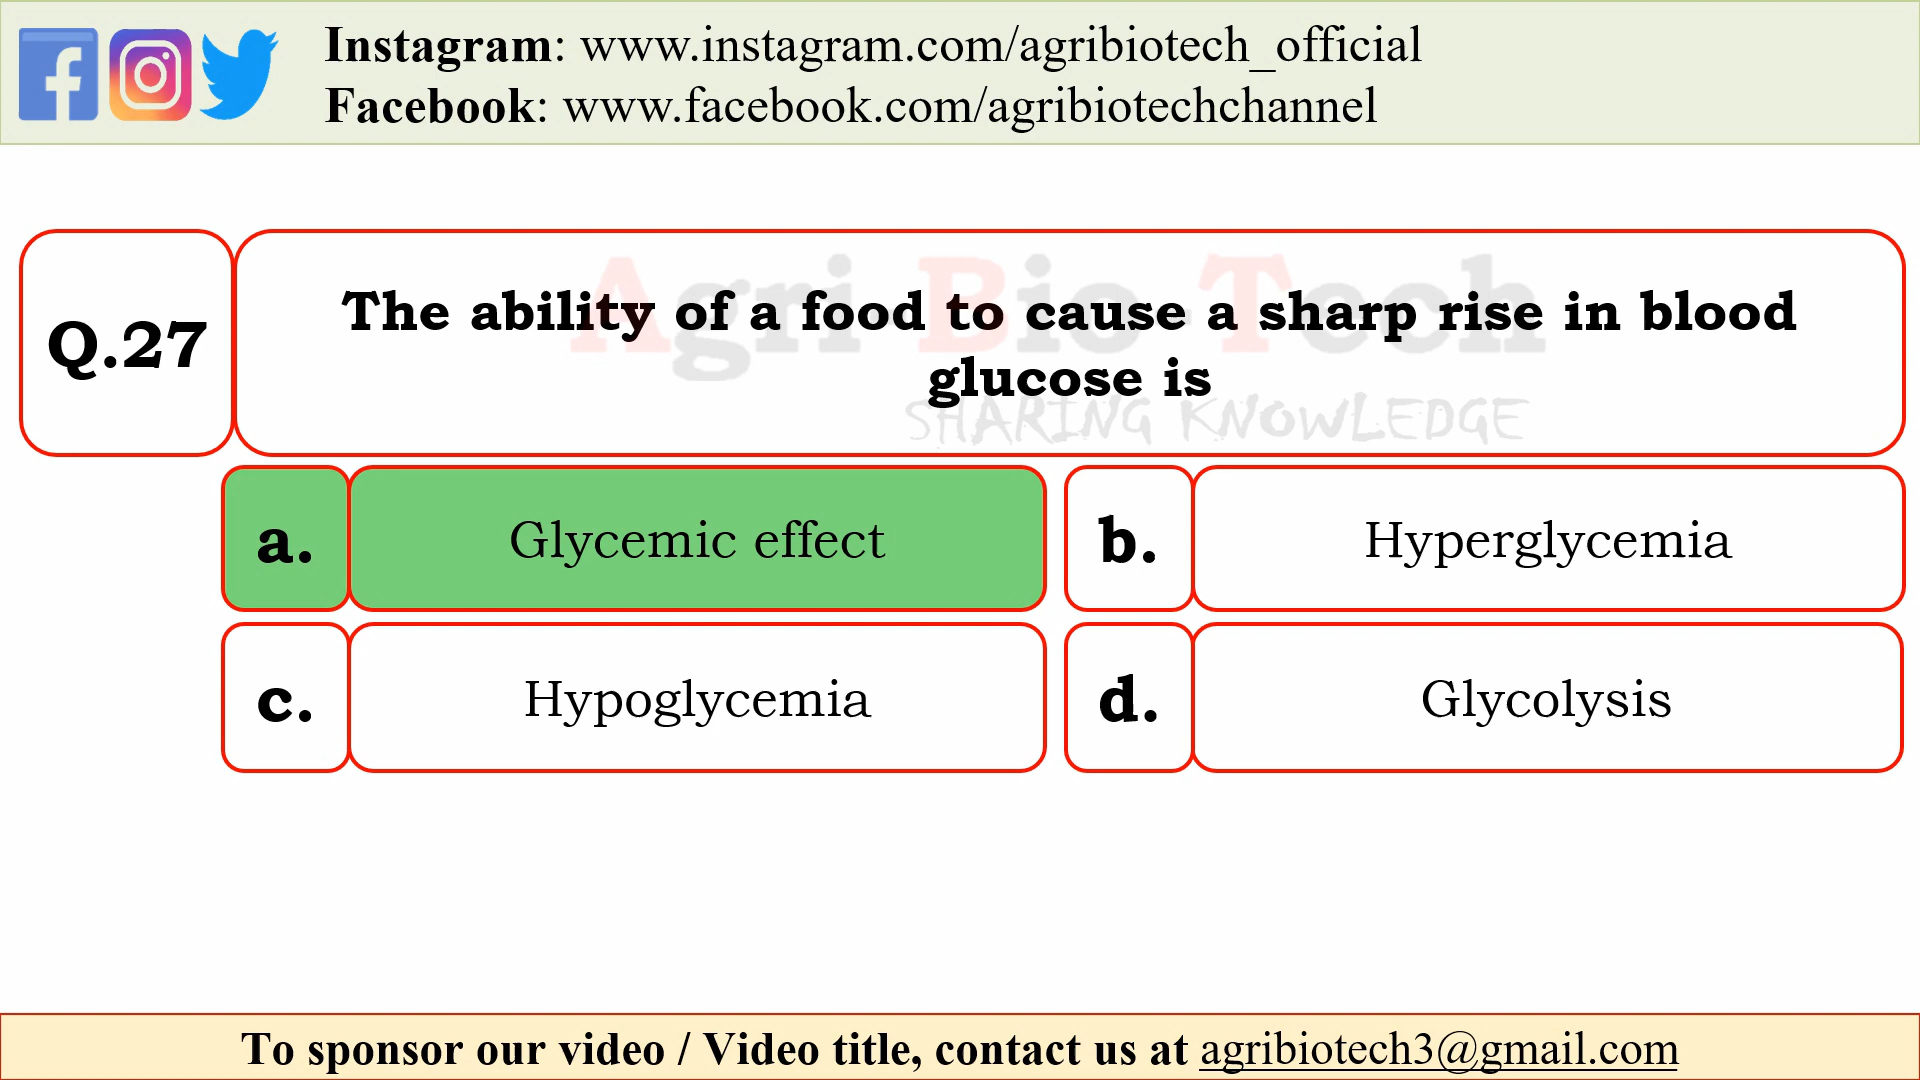 Instagram: www.instagram.com/agribiotech_official
Facebook: www.facebook.com/agribiotechchannel
Agri Bio Tech
SHARING KNOWLEDGE
Q.27
The ability of a food to cause a sharp rise in blood
glucose is
a. Glycemic effect
b. Hyperglycemia
c. Hypoglycemia
d. Glycolysis
To sponsor our video / Video title, contact us at agribiotech3@gmail.com